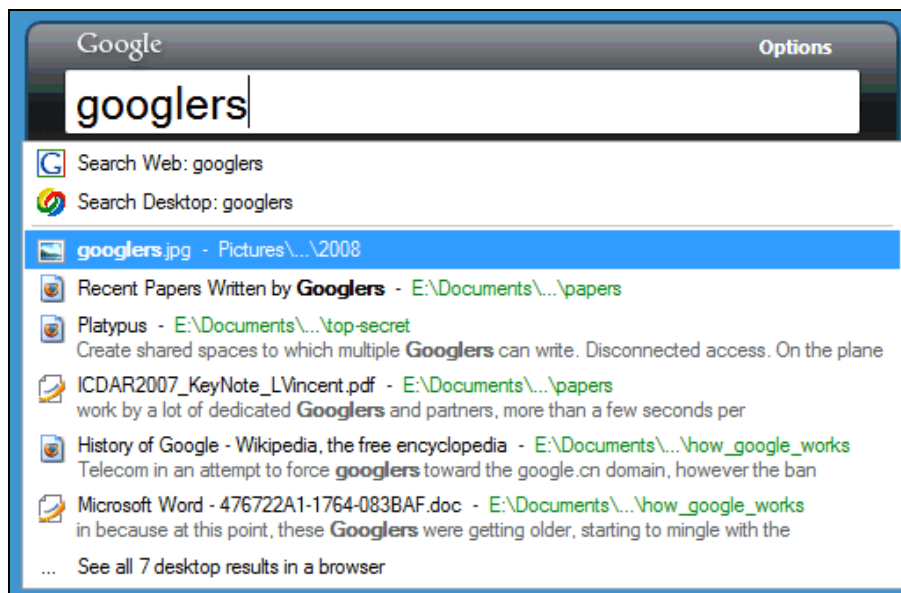 Google
Options
googlers
Search Web: googlers
Search Desktop: googlers
googlers.jpg - Pictures\...\2008
Recent Papers Written by Googlers - E:\Documents\...\papers
Platypus - E:\Documents\...\top-secret
Create shared spaces to which multiple Googlers can write. Disconnected access. On the plane
ICDAR2007_KeyNote_LVincent.pdf - E:\Documents\...\papers
work by a lot of dedicated Googlers and partners, more than a few seconds per
History of Google - Wikipedia, the free encyclopedia - E:\Documents\...\how_google_works
Telecom in an attempt to force googlers toward the google.cn domain, however the ban
Microsoft Word - 476722A1-1764-083BAF.doc - E:\Documents\...\how_google_works
in because at this point, these Googlers were getting older, starting to mingle with the
... See all 7 desktop results in a browser